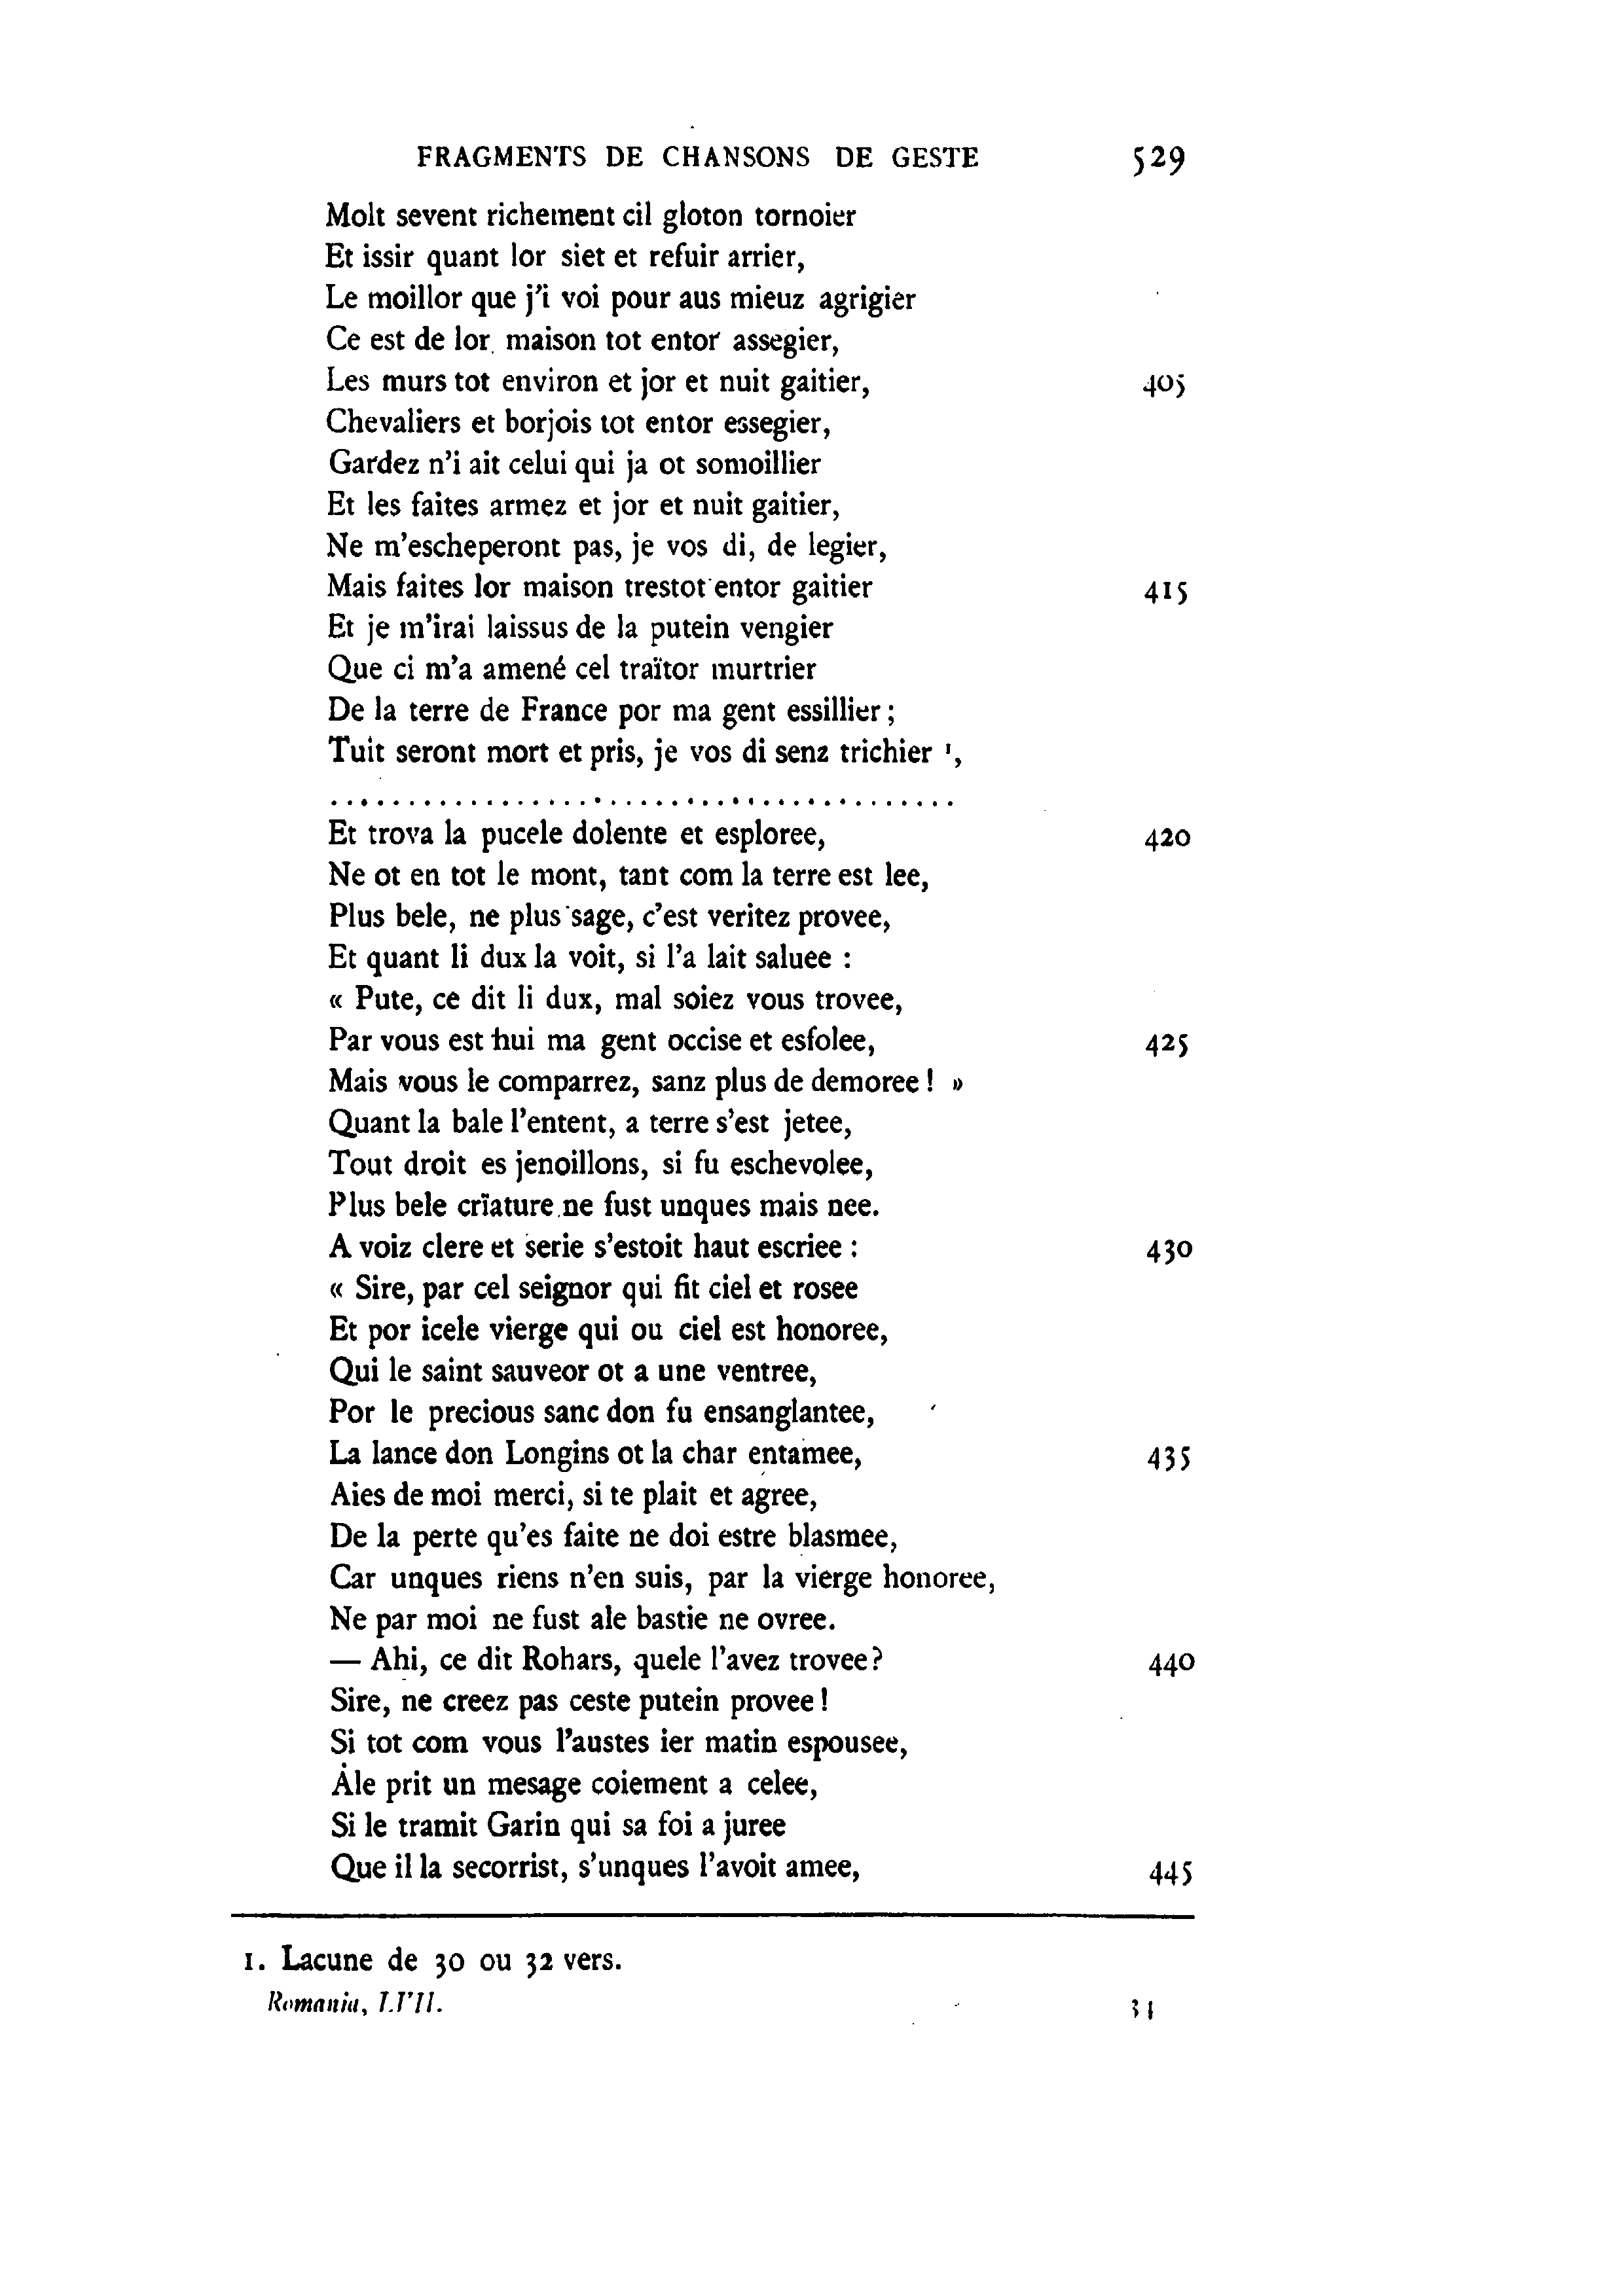 FRAGMENTS DE CHANSONS DE GESTE 529
Molt sevent richement cil gloton tornoier
Et issir quant lor siet et refuir arrier,
Le moillor que j'i voi pour aus mieuz agrigier
Ce est de lor maison tot entor assegier,
Les murs tot environ et jor et nuit gaitier, 405
Chevaliers et borjois tot entor essegier,
Gardez n'i ait celui qui ja ot somoillier
Et les faites armez et jor et nuit gaitier,
Ne m'escheperont pas, je vos di, de legier,
Mais faites lor maison trestot entor gaitier 415
Et je m'irai laissus de la putein vengier
Que ci m'a amené cel traïtor murtrier
De la terre de France por ma gent essillier ;
Tuit seront mort et pris, je vos di senz trichier ¹,
........................................
Et trova la pucele dolente et esploree, 420
Ne ot en tot le mont, tant com la terre est lee,
Plus bele, ne plus sage, c'est veritez provee,
Et quant li dux la voit, si l'a lait saluee :
« Pute, ce dit li dux, mal soiez vous trovee,
Par vous est hui ma gent occise et esfolee, 425
Mais vous le comparrez, sanz plus de demoree ! »
Quant la bale l'entent, a terre s'est jetee,
Tout droit es jenoillons, si fu eschevolee,
Plus bele crïature ne fust unques mais nee.
A voiz clere et serie s'estoit haut escriee : 430
« Sire, par cel seignor qui fit ciel et rosee
Et por icele vierge qui ou ciel est honoree,
Qui le saint sauveor ot a une ventree,
Por le precious sanc don fu ensanglantee,
La lance don Longins ot la char entamee, 435
Aies de moi merci, si te plait et agree,
De la perte qu'es faite ne doi estre blasmee,
Car unques riens n'en suis, par la vierge honoree,
Ne par moi ne fust ale bastie ne ovree.
— Ahi, ce dit Rohars, quele l'avez trovee? 440
Sire, ne creez pas ceste putein provee !
Si tot com vous l'austes ier matin espousee,
Ale prit un mesage coiement a celee,
Si le tramit Garin qui sa foi a juree
Que il la secorrist, s'unques l'avoit amee, 445
1. Lacune de 30 ou 32 vers.
Romania, LVII. 34